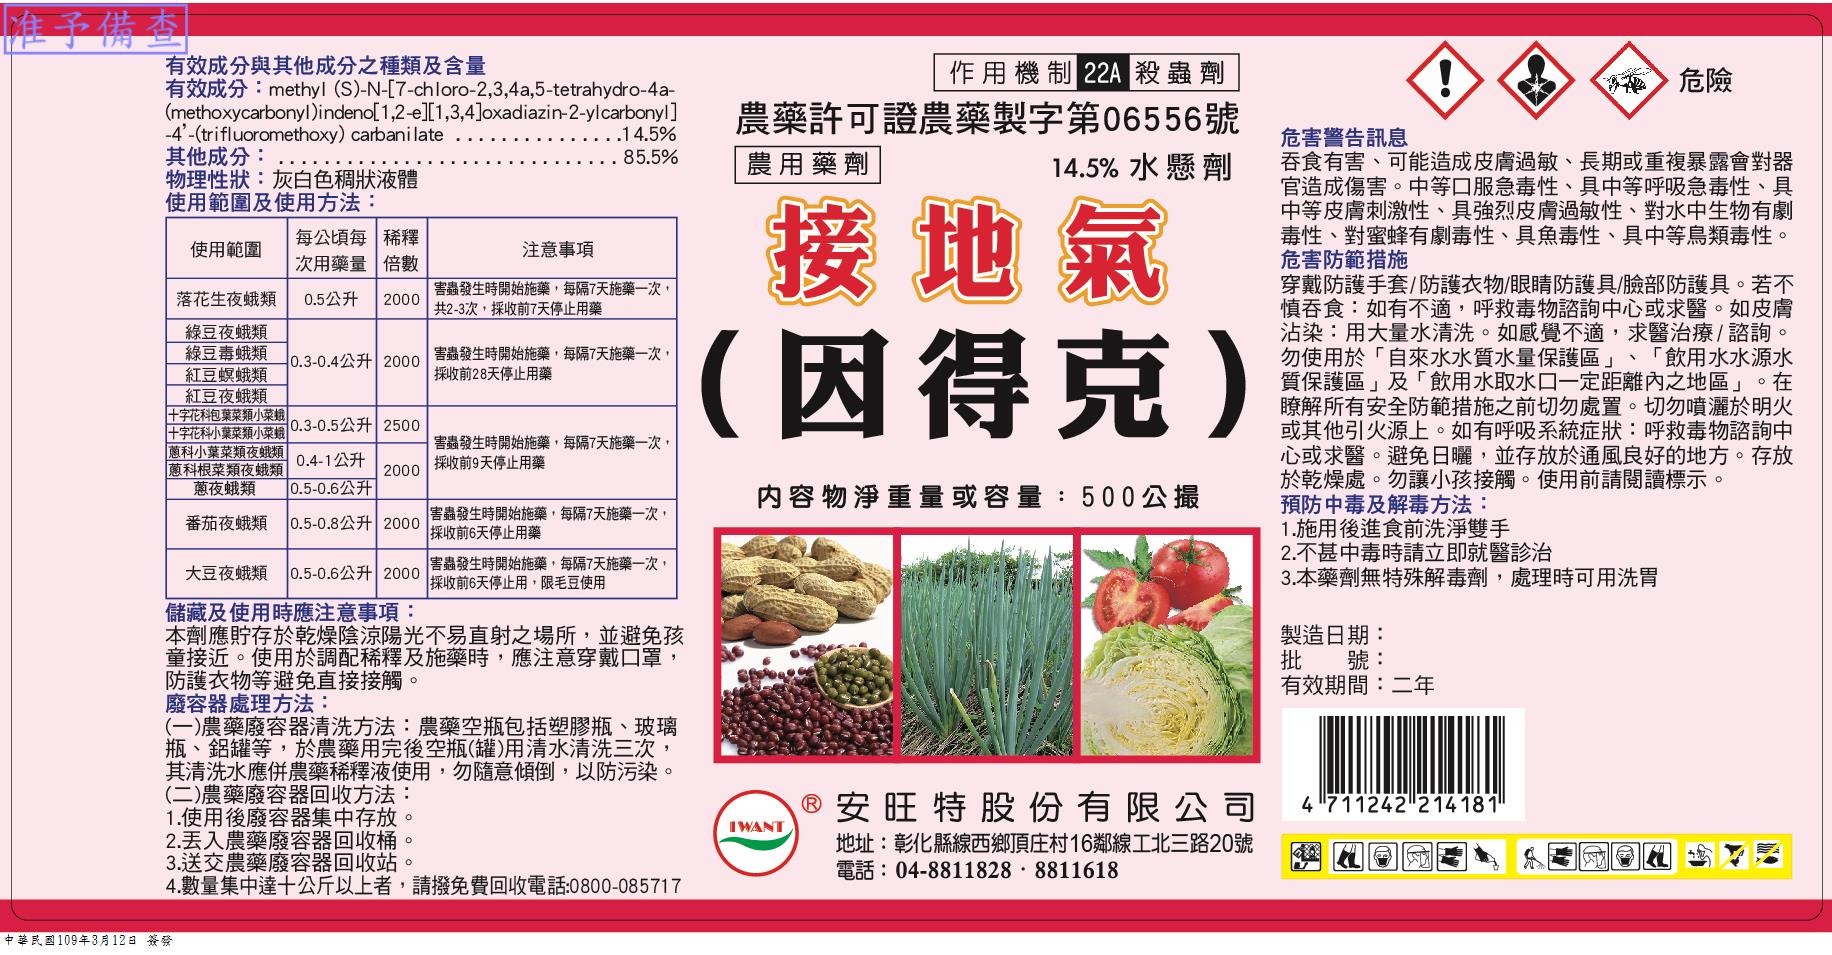 准予備查
有效成分與其他成分之種類及含量
有效成分：methyl (S)-N-[7-chloro-2,3,4a,5-tetrahydro-4a-
(methoxycarbonyl)indeno[1,2-e][1,3,4]oxadiazin-2-ylcarbonyl]
-4'-(trifluoromethoxy) carbanilate ...............14.5%
其他成分：..............................85.5%
物理性狀：灰白色稠狀液體
使用範圍及使用方法：
使用範圍 每公頃每次用藥量 稀釋倍數 注意事項
落花生夜蛾類 0.5公升 2000 害蟲發生時開始施藥，每隔7天施藥一次，
共2-3次，採收前7天停止用藥
綠豆夜蛾類
綠豆毒蛾類
紅豆螟蛾類
紅豆夜蛾類
0.3-0.4公升 2000 害蟲發生時開始施藥，每隔7天施藥一次，
採收前28天停止用藥
十字花科包葉菜類小菜蛾
十字花科小葉菜類小菜蛾
0.3-0.5公升 2500
蔥科小葉菜類夜蛾類
蔥科根菜類夜蛾類
0.4-1公升 2000
蔥夜蛾類 0.5-0.6公升
害蟲發生時開始施藥，每隔7天施藥一次，
採收前9天停止用藥
番茄夜蛾類 0.5-0.8公升 2000 害蟲發生時開始施藥，每隔7天施藥一次，
採收前6天停止用藥
大豆夜蛾類 0.5-0.6公升 2000 害蟲發生時開始施藥，每隔7天施藥一次，
採收前6天停止用，限毛豆使用
儲藏及使用時應注意事項：
本劑應貯存於乾燥陰涼陽光不易直射之場所，並避免孩
童接近。使用於調配稀釋及施藥時，應注意穿戴口罩，
防護衣物等避免直接接觸。
廢容器處理方法：
(一)農藥廢容器清洗方法：農藥空瓶包括塑膠瓶、玻璃
瓶、鋁罐等，於農藥用完後空瓶(罐)用清水清洗三次，
其清洗水應併農藥稀釋液使用，勿隨意傾倒，以防污染。
(二)農藥廢容器回收方法：
1.使用後廢容器集中存放。
2.丟入農藥廢容器回收桶。
3.送交農藥廢容器回收站。
4.數量集中達十公斤以上者，請撥免費回收電話:0800-085717
作用機制 22A 殺蟲劑
農藥許可證農藥製字第06556號
農用藥劑 14.5% 水懸劑
接地氣
(因得克)
內容物淨重量或容量：500公撮
IWANT
® 安旺特股份有限公司
地址：彰化縣線西鄉頂庄村16鄰線工北三路20號
電話：04-8811828．8811618
危險
危害警告訊息
吞食有害、可能造成皮膚過敏、長期或重複暴露會對器
官造成傷害。中等口服急毒性、具中等呼吸急毒性、具
中等皮膚刺激性、具強烈皮膚過敏性、對水中生物有劇
毒性、對蜜蜂有劇毒性、具魚毒性、具中等鳥類毒性。
危害防範措施
穿戴防護手套/防護衣物/眼睛防護具/臉部防護具。若不
慎吞食：如有不適，呼救毒物諮詢中心或求醫。如皮膚
沾染：用大量水清洗。如感覺不適，求醫治療/諮詢。
勿使用於「自來水水質水量保護區」、「飲用水水源水
質保護區」及「飲用水取水口一定距離內之地區」。在
瞭解所有安全防範措施之前切勿處置。切勿噴灑於明火
或其他引火源上。如有呼吸系統症狀：呼救毒物諮詢中
心或求醫。避免日曬，並存放於通風良好的地方。存放
於乾燥處。勿讓小孩接觸。使用前請閱讀標示。
預防中毒及解毒方法：
1.施用後進食前洗淨雙手
2.不甚中毒時請立即就醫診治
3.本藥劑無特殊解毒劑，處理時可用洗胃
製造日期：
批　　號：
有效期間：二年
4 711242 214181
中華民國109年3月12日 簽發